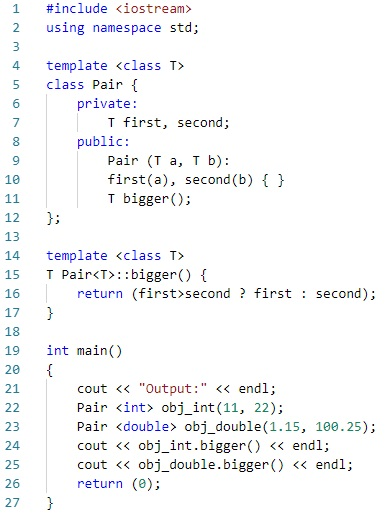 1 #include <iostream>
2 using namespace std;
3
4 template <class T>
5 class Pair {
6     private:
7         T first, second;
8     public:
9         Pair (T a, T b):
10         first(a), second(b) { }
11         T bigger();
12 };
13
14 template <class T>
15 T Pair<T>::bigger() {
16     return (first>second ? first : second);
17 }
18
19 int main()
20 {
21     cout << "Output:" << endl;
22     Pair <int> obj_int(11, 22);
23     Pair <double> obj_double(1.15, 100.25);
24     cout << obj_int.bigger() << endl;
25     cout << obj_double.bigger() << endl;
26     return (0);
27 }